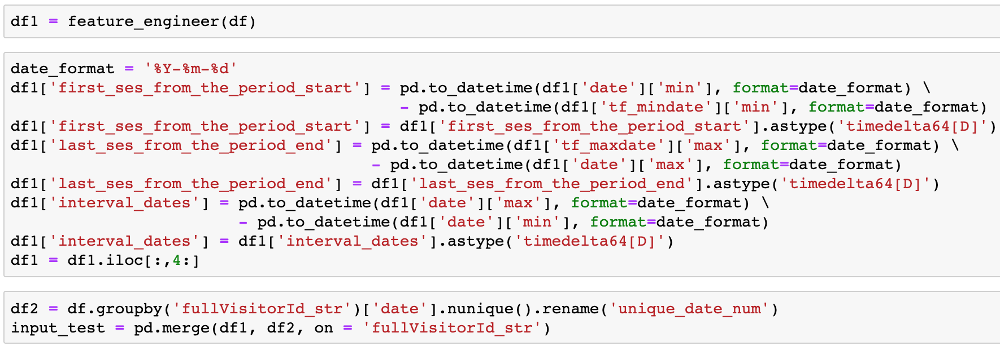 df1 = feature_engineer(df)
date_format = '%Y-%m-%d'
df1['first_ses_from_the_period_start'] = pd.to_datetime(df1['date']['min'], format=date_format) \
- pd.to_datetime(df1['tf_mindate']['min'], format=date_format)
df1['first_ses_from_the_period_start'] = df1['first_ses_from_the_period_start'].astype('timedelta64[D]')
df1['last_ses_from_the_period_end'] = pd.to_datetime(df1['tf_maxdate']['max'], format=date_format) \
- pd.to_datetime(df1['date']['max'], format=date_format)
df1['last_ses_from_the_period_end'] = df1['last_ses_from_the_period_end'].astype('timedelta64[D]')
df1['interval_dates'] = pd.to_datetime(df1['date']['max'], format=date_format) \
- pd.to_datetime(df1['date']['min'], format=date_format)
df1['interval_dates'] = df1['interval_dates'].astype('timedelta64[D]')
df1 = df1.iloc[:,4:]
df2 = df.groupby('fullVisitorId_str')['date'].nunique().rename('unique_date_num')
input_test = pd.merge(df1, df2, on = 'fullVisitorId_str')